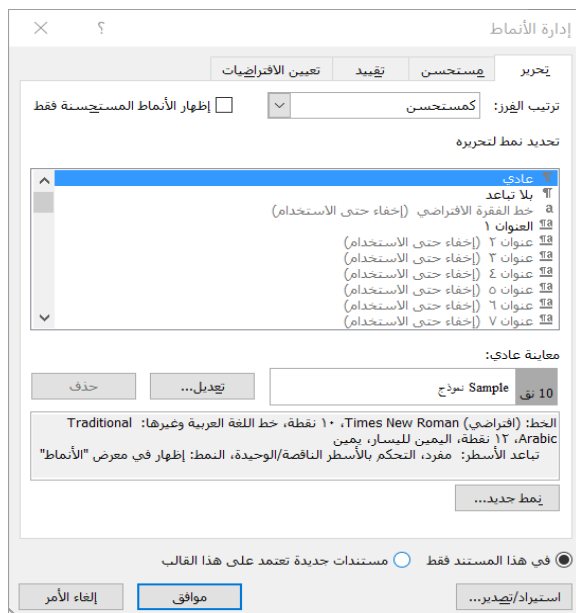 إدارة الأنماط
؟
تحرير مستحسن تقييد تعيين الافتراضيات
ترتيب الفرز: كمستحسن إظهار الأنماط المستحسنة فقط
تحديد نمط لتحريره
¶ عادي
¶ بلا تباعد
a خط الفقرة الافتراضي (إخفاء حتى الاستخدام)
¶a العنوان ١
¶a عنوان ٢ (إخفاء حتى الاستخدام)
¶a عنوان ٣ (إخفاء حتى الاستخدام)
¶a عنوان ٤ (إخفاء حتى الاستخدام)
¶a عنوان ٥ (إخفاء حتى الاستخدام)
¶a عنوان ٦ (إخفاء حتى الاستخدام)
¶a عنوان ٧ (إخفاء حتى الاستخدام)
معاينة عادي:
10 نق Sample نموذج تعديل... حذف
الخط: (افتراضي) Times New Roman، ١٠ نقطة، خط اللغة العربية وغيرها: Traditional
Arabic، ١٢ نقطة، اليمين لليسار، يمين
تباعد الأسطر: مفرد، التحكم بالأسطر الناقصة/الوحيدة، النمط: إظهار في معرض "الأنماط"
نمط جديد...
في هذا المستند فقط مستندات جديدة تعتمد على هذا القالب
استيراد/تصدير... موافق إلغاء الأمر